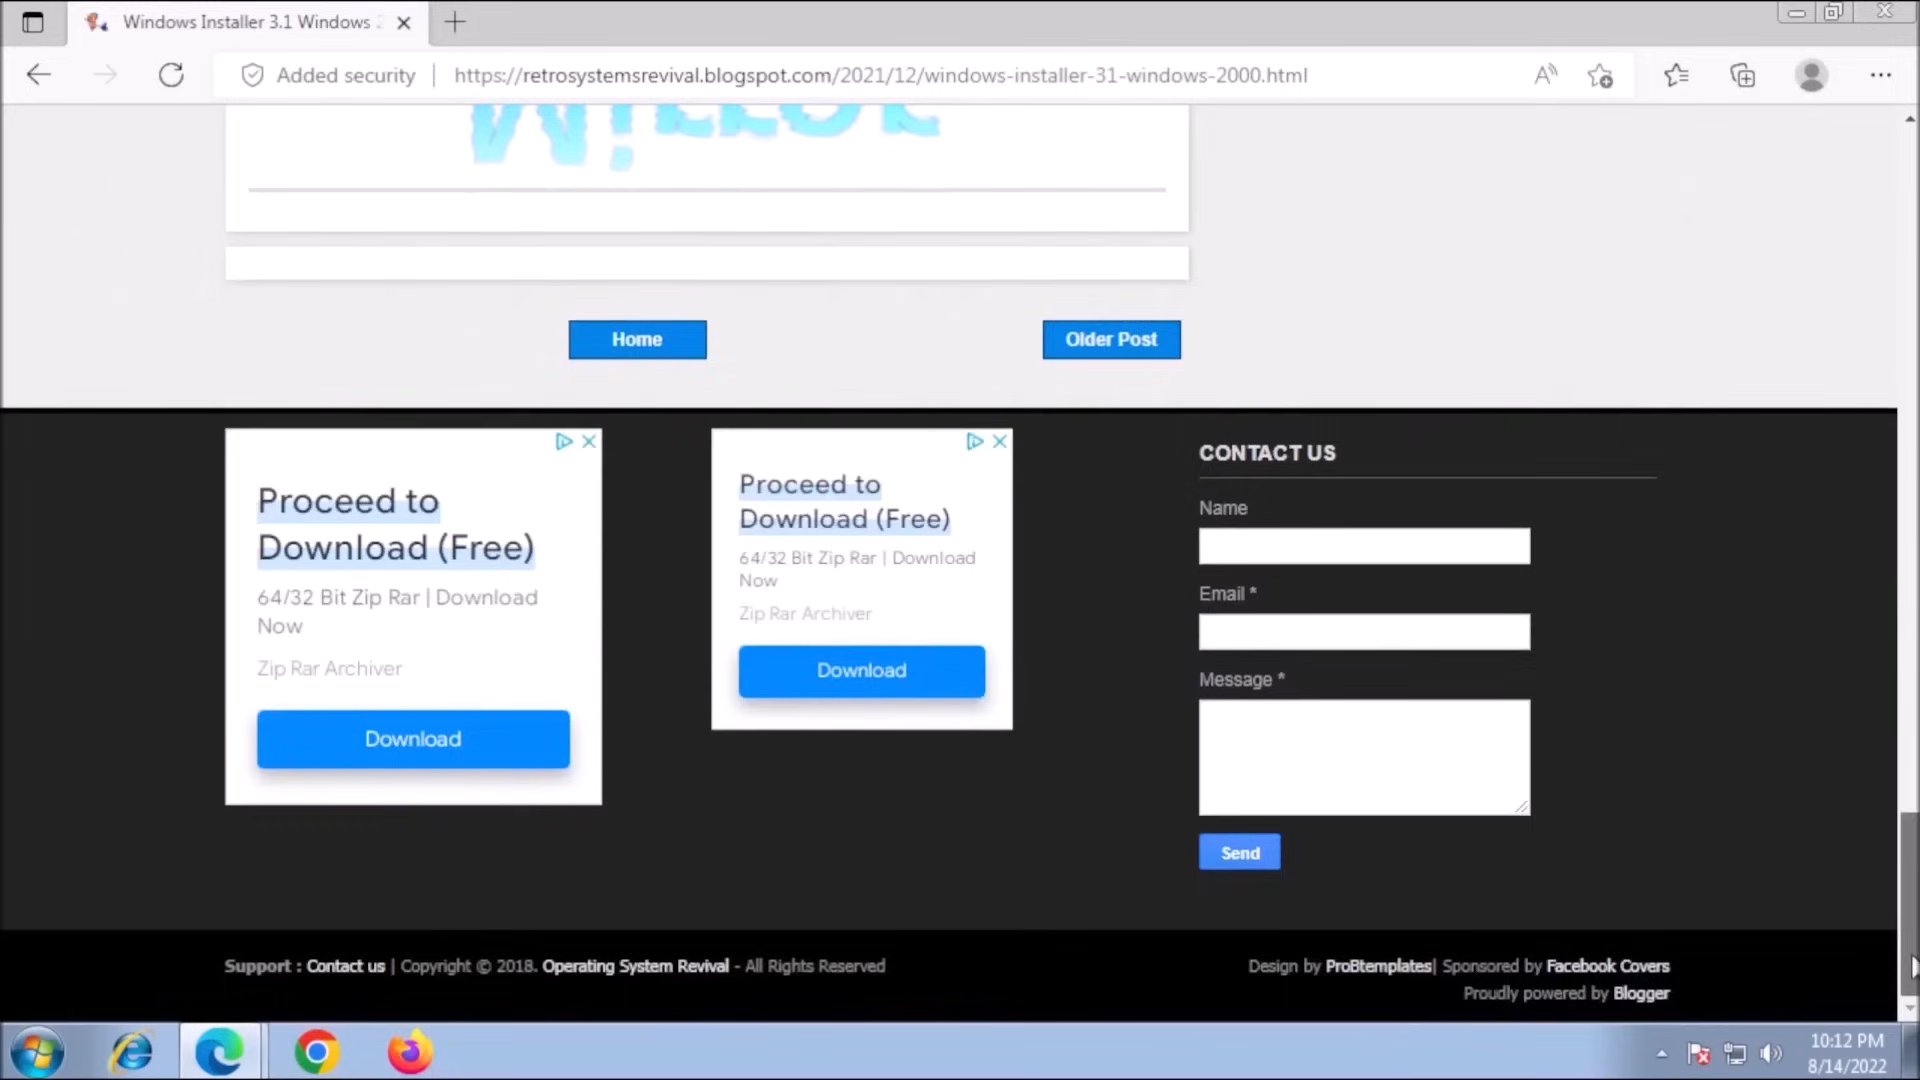 Windows Installer 3.1 Windows 2
Added security
https://retrosystemsrevival.blogspot.com/2021/12/windows-installer-31-windows-2000.html
Home
Older Post
Proceed to
Download (Free)
64/32 Bit Zip Rar | Download
Now
Zip Rar Archiver
Download
Proceed to
Download (Free)
64/32 Bit Zip Rar | Download
Now
Zip Rar Archiver
Download
CONTACT US
Name
Email *
Message *
Send
Support : Contact us | Copyright © 2018. Operating System Revival - All Rights Reserved
Design by ProBtemplates| Sponsored by Facebook Covers
Proudly powered by Blogger
10:12 PM
8/14/2022